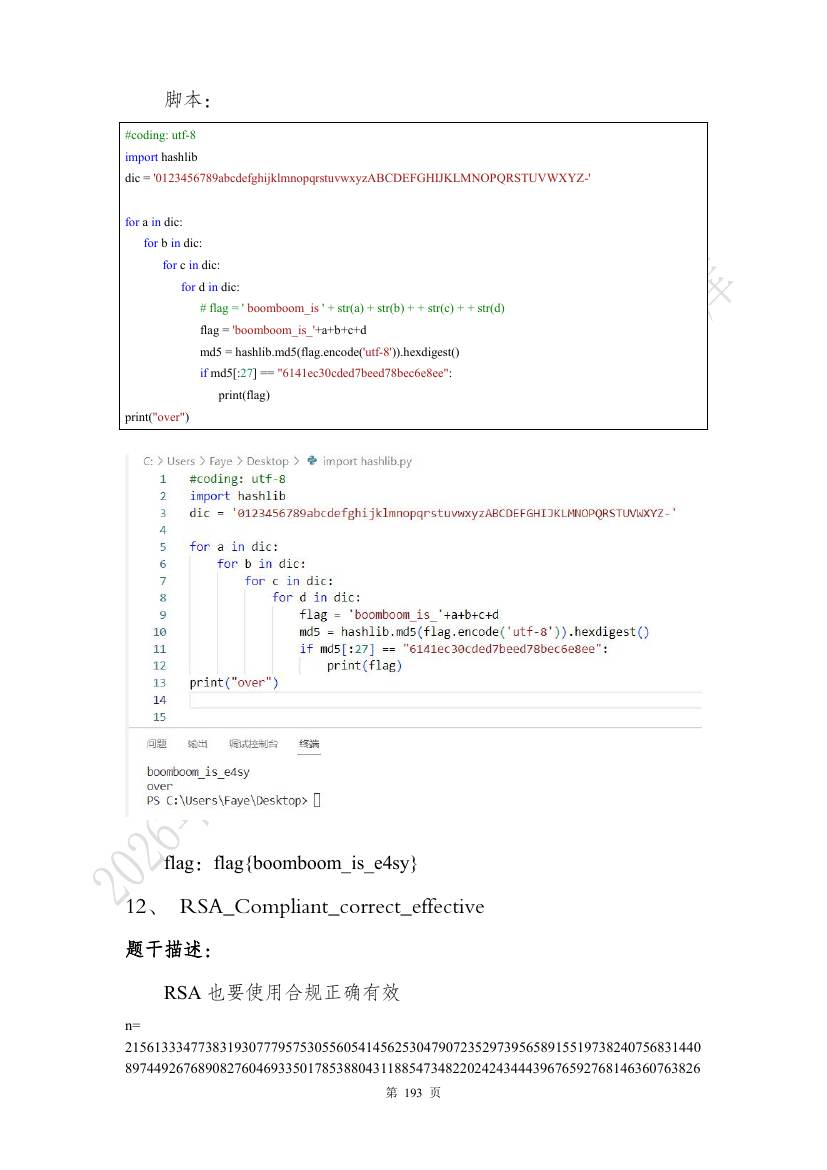 脚本：
#coding: utf-8
import hashlib
dic = '0123456789abcdefghijklmnopqrstuvwxyzABCDEFGHIJKLMNOPQRSTUVWXYZ-'
for a in dic:
for b in dic:
for c in dic:
for d in dic:
# flag = ' boomboom_is ' + str(a) + str(b) + + str(c) + + str(d)
flag = 'boomboom_is_'+a+b+c+d
md5 = hashlib.md5(flag.encode('utf-8')).hexdigest()
if md5[:27] == "6141ec30cded7beed78bec6e8ee":
print(flag)
print("over")
C: > Users > Faye > Desktop > import hashlib.py
1 #coding: utf-8
2 import hashlib
3 dic = '0123456789abcdefghijklmnopqrstuvwxyzABCDEFGHIJKLMNOPQRSTUVWXYZ-'
4
5 for a in dic:
6 for b in dic:
7 for c in dic:
8 for d in dic:
9 flag = 'boomboom_is_'+a+b+c+d
10 md5 = hashlib.md5(flag.encode('utf-8')).hexdigest()
11 if md5[:27] == "6141ec30cded7beed78bec6e8ee":
12 print(flag)
13 print("over")
14
15
问题 输出 调试控制台 终端
boomboom_is_e4sy
over
PS C:\Users\Faye\Desktop>
2026
flag：flag{boomboom_is_e4sy}
12、 RSA_Compliant_correct_effective
题干描述：
RSA 也要使用合规正确有效
n=
2156133347738319307779575305560541456253047907235297395658915519738240756831440
8974492676890827604693350178538804311885473482202424344439676592768146360763826
第 193 页